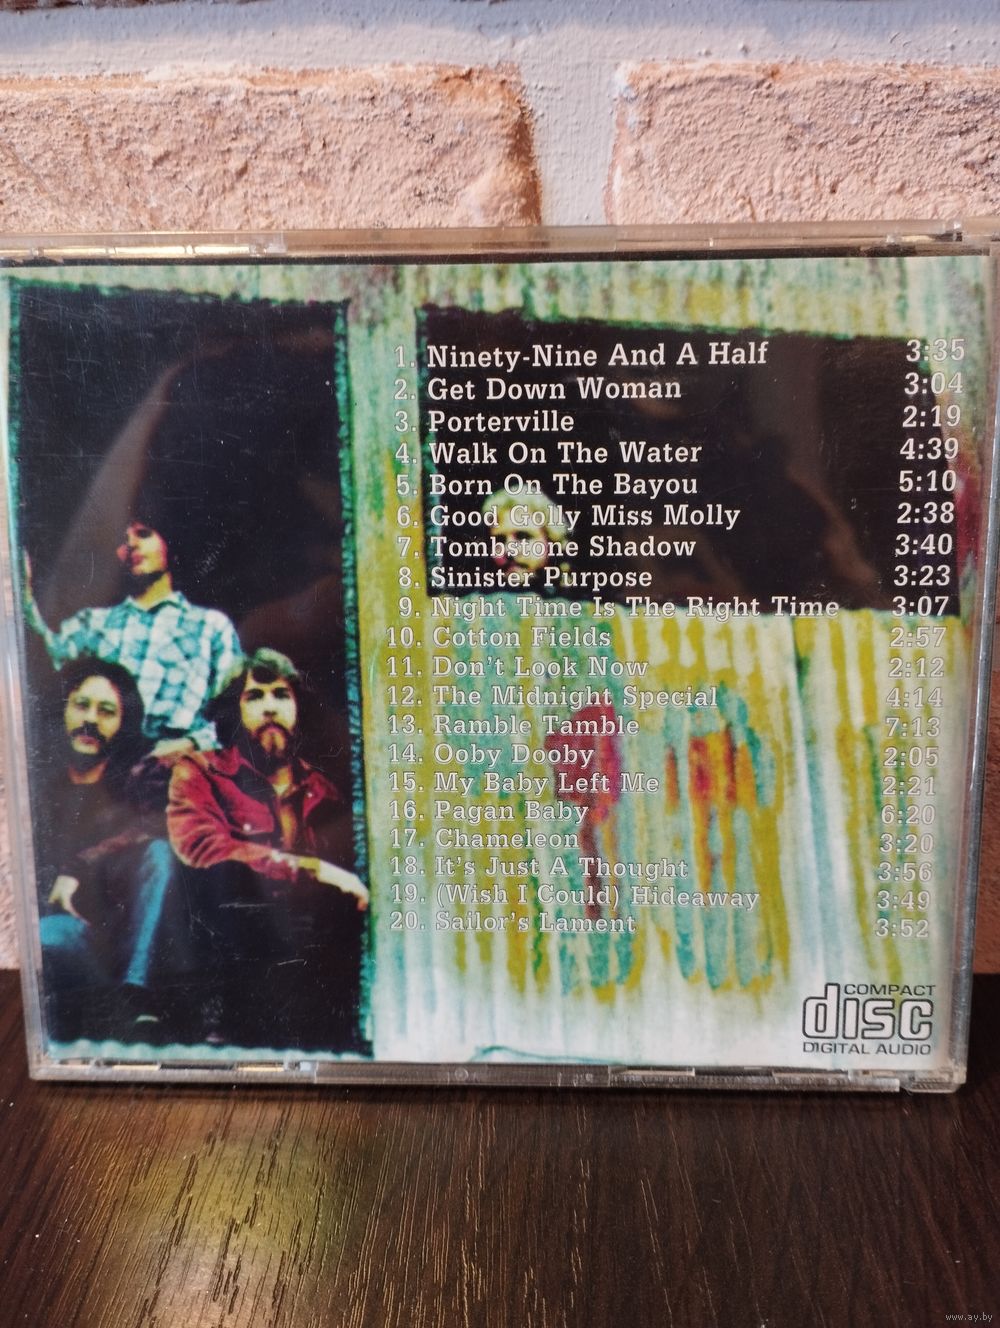 1. Ninety-Nine And A Half 3:35
2. Get Down Woman 3:04
3. Porterville 2:19
4. Walk On The Water 4:39
5. Born On The Bayou 5:10
6. Good Golly Miss Molly 2:38
7. Tombstone Shadow 3:40
8. Sinister Purpose 3:23
9. Night Time Is The Right Time 3:07
10. Cotton Fields 2:57
11. Don't Look Now 2:12
12. The Midnight Special 4:14
13. Ramble Tamble 7:13
14. Ooby Dooby 2:05
15. My Baby Left Me 2:21
16. Pagan Baby 6:20
17. Chameleon 3:20
18. It's Just A Thought 3:56
19. (Wish I Could) Hideaway 3:49
20. Sailor's Lament 3:52
COMPACT
disc
DIGITAL AUDIO
www.ay.by